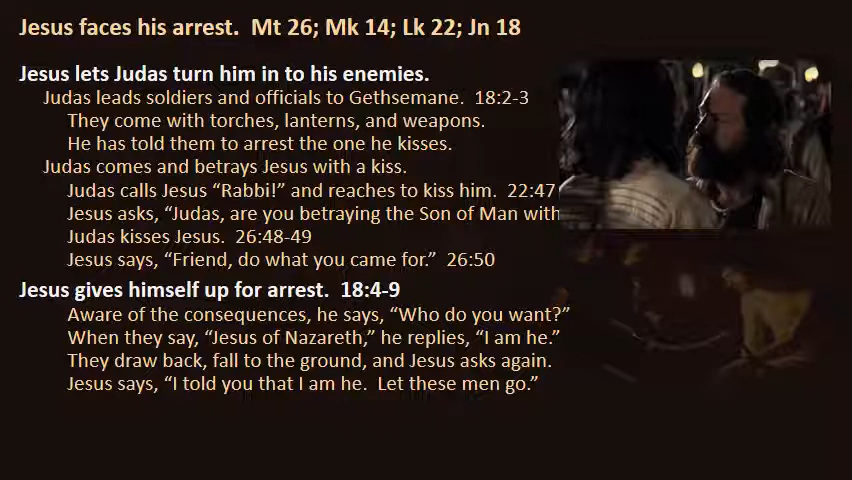 Jesus faces his arrest.  Mt 26; Mk 14; Lk 22; Jn 18
Jesus lets Judas turn him in to his enemies.
Judas leads soldiers and officials to Gethsemane.  18:2-3
They come with torches, lanterns, and weapons.
He has told them to arrest the one he kisses.
Judas comes and betrays Jesus with a kiss.
Judas calls Jesus “Rabbi!” and reaches to kiss him.  22:47
Jesus asks, “Judas, are you betraying the Son of Man with
Judas kisses Jesus.  26:48-49
Jesus says, “Friend, do what you came for.”  26:50
Jesus gives himself up for arrest.  18:4-9
Aware of the consequences, he says, “Who do you want?”
When they say, “Jesus of Nazareth,” he replies, “I am he.”
They draw back, fall to the ground, and Jesus asks again.
Jesus says, “I told you that I am he.  Let these men go.”